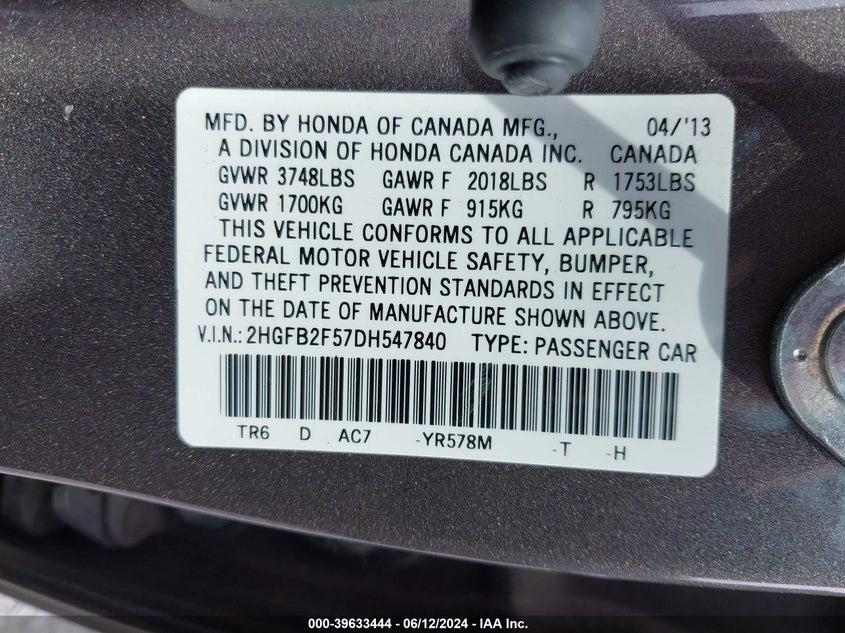 MFD. BY HONDA OF CANADA MFG., 04/'13
A DIVISION OF HONDA CANADA INC. CANADA
GVWR 3748LBS GAWR F 2018LBS R 1753LBS
GVWR 1700KG GAWR F 915KG R 795KG
THIS VEHICLE CONFORMS TO ALL APPLICABLE
FEDERAL MOTOR VEHICLE SAFETY, BUMPER,
AND THEFT PREVENTION STANDARDS IN EFFECT
ON THE DATE OF MANUFACTURE SHOWN ABOVE.
V.I.N.: 2HGFB2F57DH547840 TYPE: PASSENGER CAR
TR6 D AC7 -YR578M -T -H
000-39633444 - 06/12/2024 - IAA Inc.